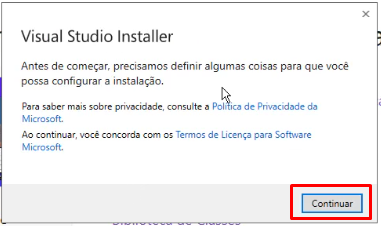 Visual Studio Installer
Antes de começar, precisamos definir algumas coisas para que você
possa configurar a instalação.
Para saber mais sobre privacidade, consulte a Política de Privacidade da
Microsoft.
Ao continuar, você concorda com os Termos de Licença para Software
Microsoft.
Continuar
Biblioteca de Classes